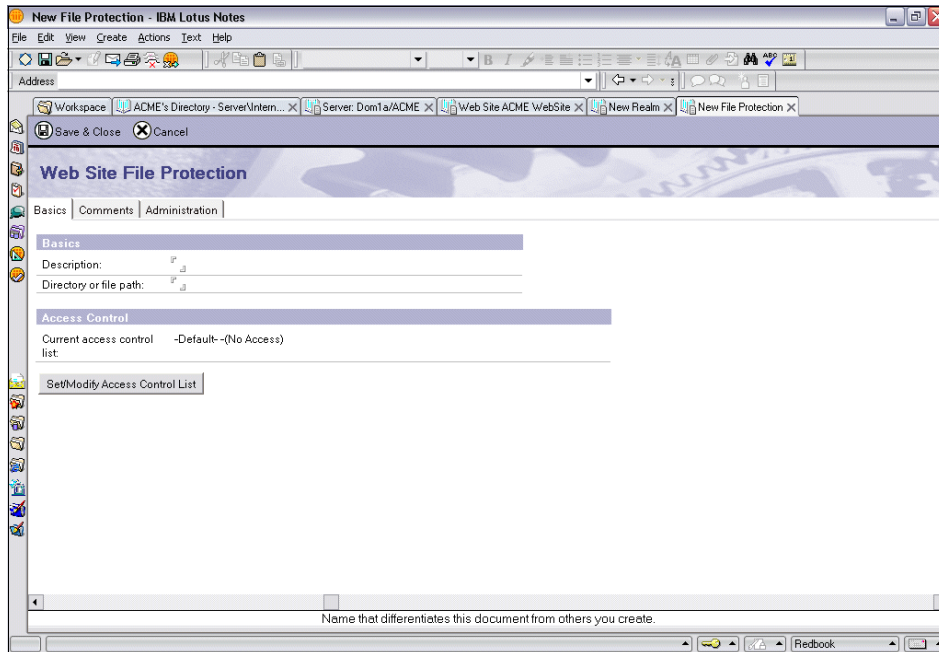 New File Protection - IBM Lotus Notes
File Edit View Create Actions Text Help
Address
Workspace ACME's Directory - Server\Intern... Server: Dom1a/ACME Web Site ACME WebSite New Realm New File Protection
Save & Close Cancel
Web Site File Protection
Basics Comments Administration
Basics
Description:
Directory or file path:
Access Control
Current access control list: -Default- -(No Access)
Set/Modify Access Control List
Name that differentiates this document from others you create.
Redbook